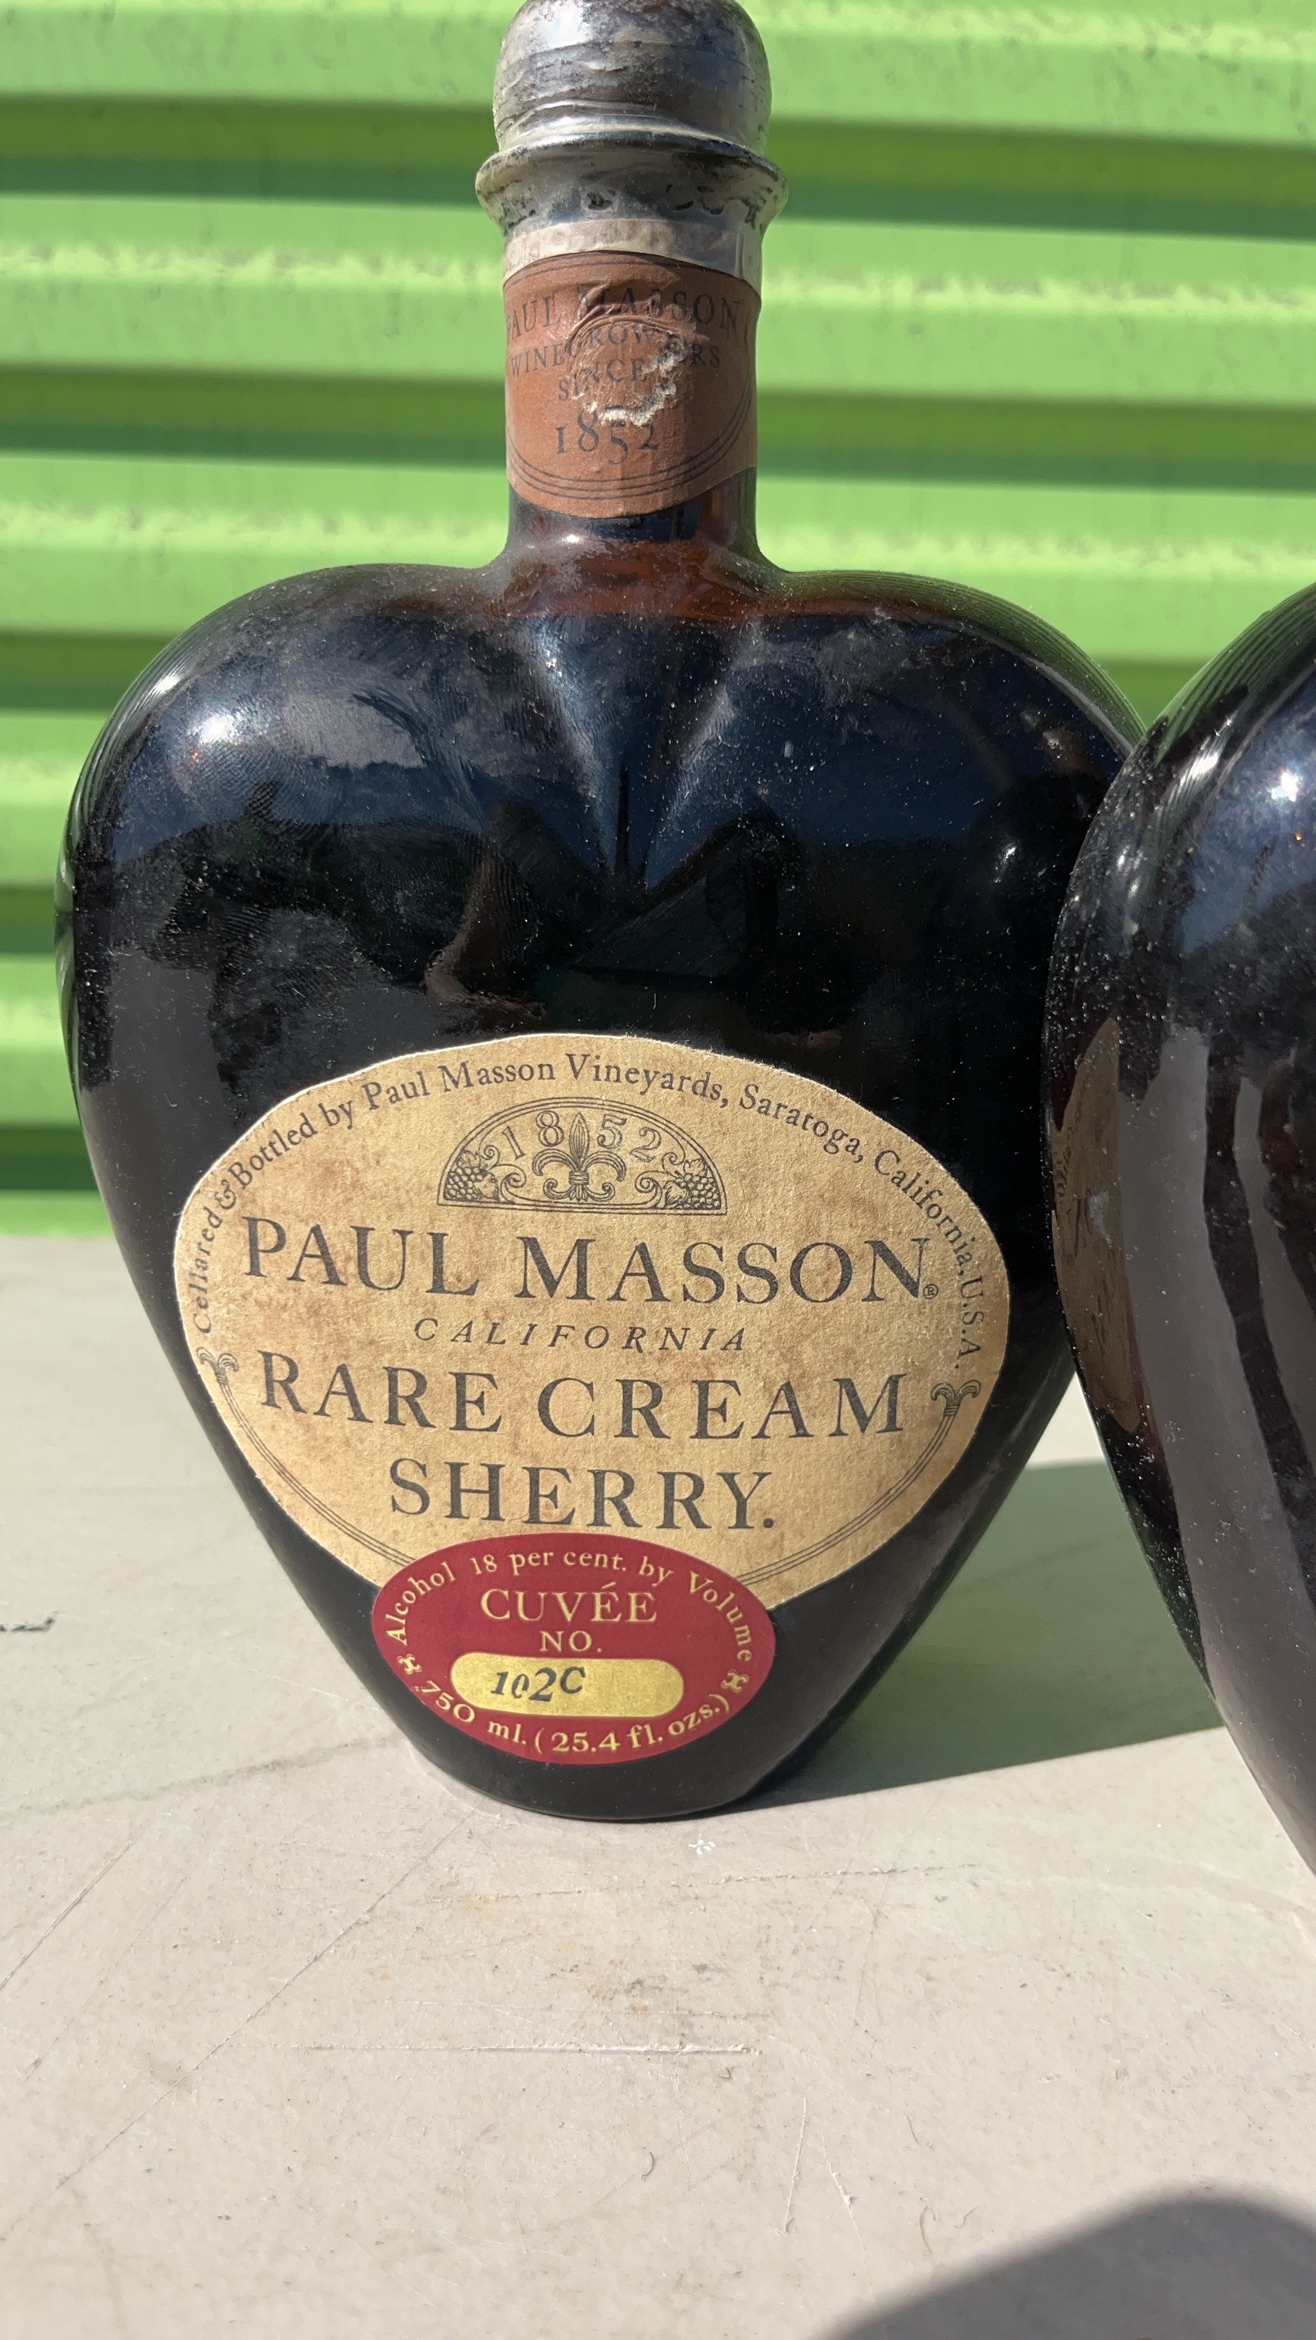 PAUL MASSON
WINEGROWERS
SINCE
1852
Cellared & Bottled by Paul Masson Vineyards, Saratoga, California, U.S.A.
1852
PAUL MASSON®
CALIFORNIA
RARE CREAM
SHERRY.
Alcohol 18 per cent. by Volume
CUVÉE
NO.
102C
750 ml. (25.4 fl. ozs.)